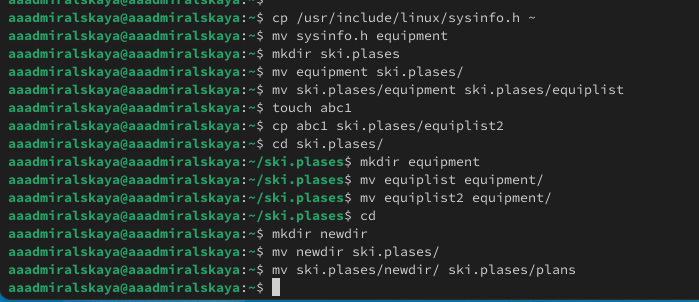 aaadmiralskaya@aaadmiralskaya:~$ cp /usr/include/linux/sysinfo.h ~
aaadmiralskaya@aaadmiralskaya:~$ mv sysinfo.h equipment
aaadmiralskaya@aaadmiralskaya:~$ mkdir ski.plases
aaadmiralskaya@aaadmiralskaya:~$ mv equipment ski.plases/
aaadmiralskaya@aaadmiralskaya:~$ mv ski.plases/equipment ski.plases/equiplist
aaadmiralskaya@aaadmiralskaya:~$ touch abc1
aaadmiralskaya@aaadmiralskaya:~$ cp abc1 ski.plases/equiplist2
aaadmiralskaya@aaadmiralskaya:~$ cd ski.plases/
aaadmiralskaya@aaadmiralskaya:~/ski.plases$ mkdir equipment
aaadmiralskaya@aaadmiralskaya:~/ski.plases$ mv equiplist equipment/
aaadmiralskaya@aaadmiralskaya:~/ski.plases$ mv equiplist2 equipment/
aaadmiralskaya@aaadmiralskaya:~/ski.plases$ cd
aaadmiralskaya@aaadmiralskaya:~$ mkdir newdir
aaadmiralskaya@aaadmiralskaya:~$ mv newdir ski.plases/
aaadmiralskaya@aaadmiralskaya:~$ mv ski.plases/newdir/ ski.plases/plans
aaadmiralskaya@aaadmiralskaya:~$